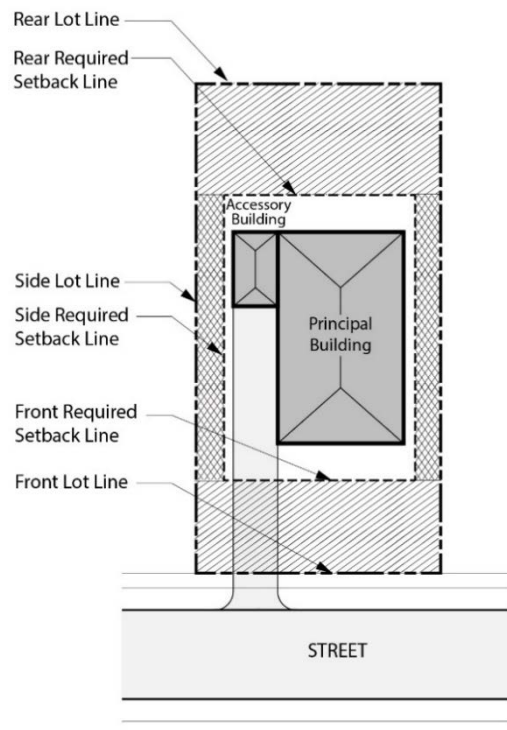 Rear Lot Line
Rear Required
Setback Line
Accessory
Building
Side Lot Line
Side Required
Setback Line
Principal
Building
Front Required
Setback Line
Front Lot Line
STREET